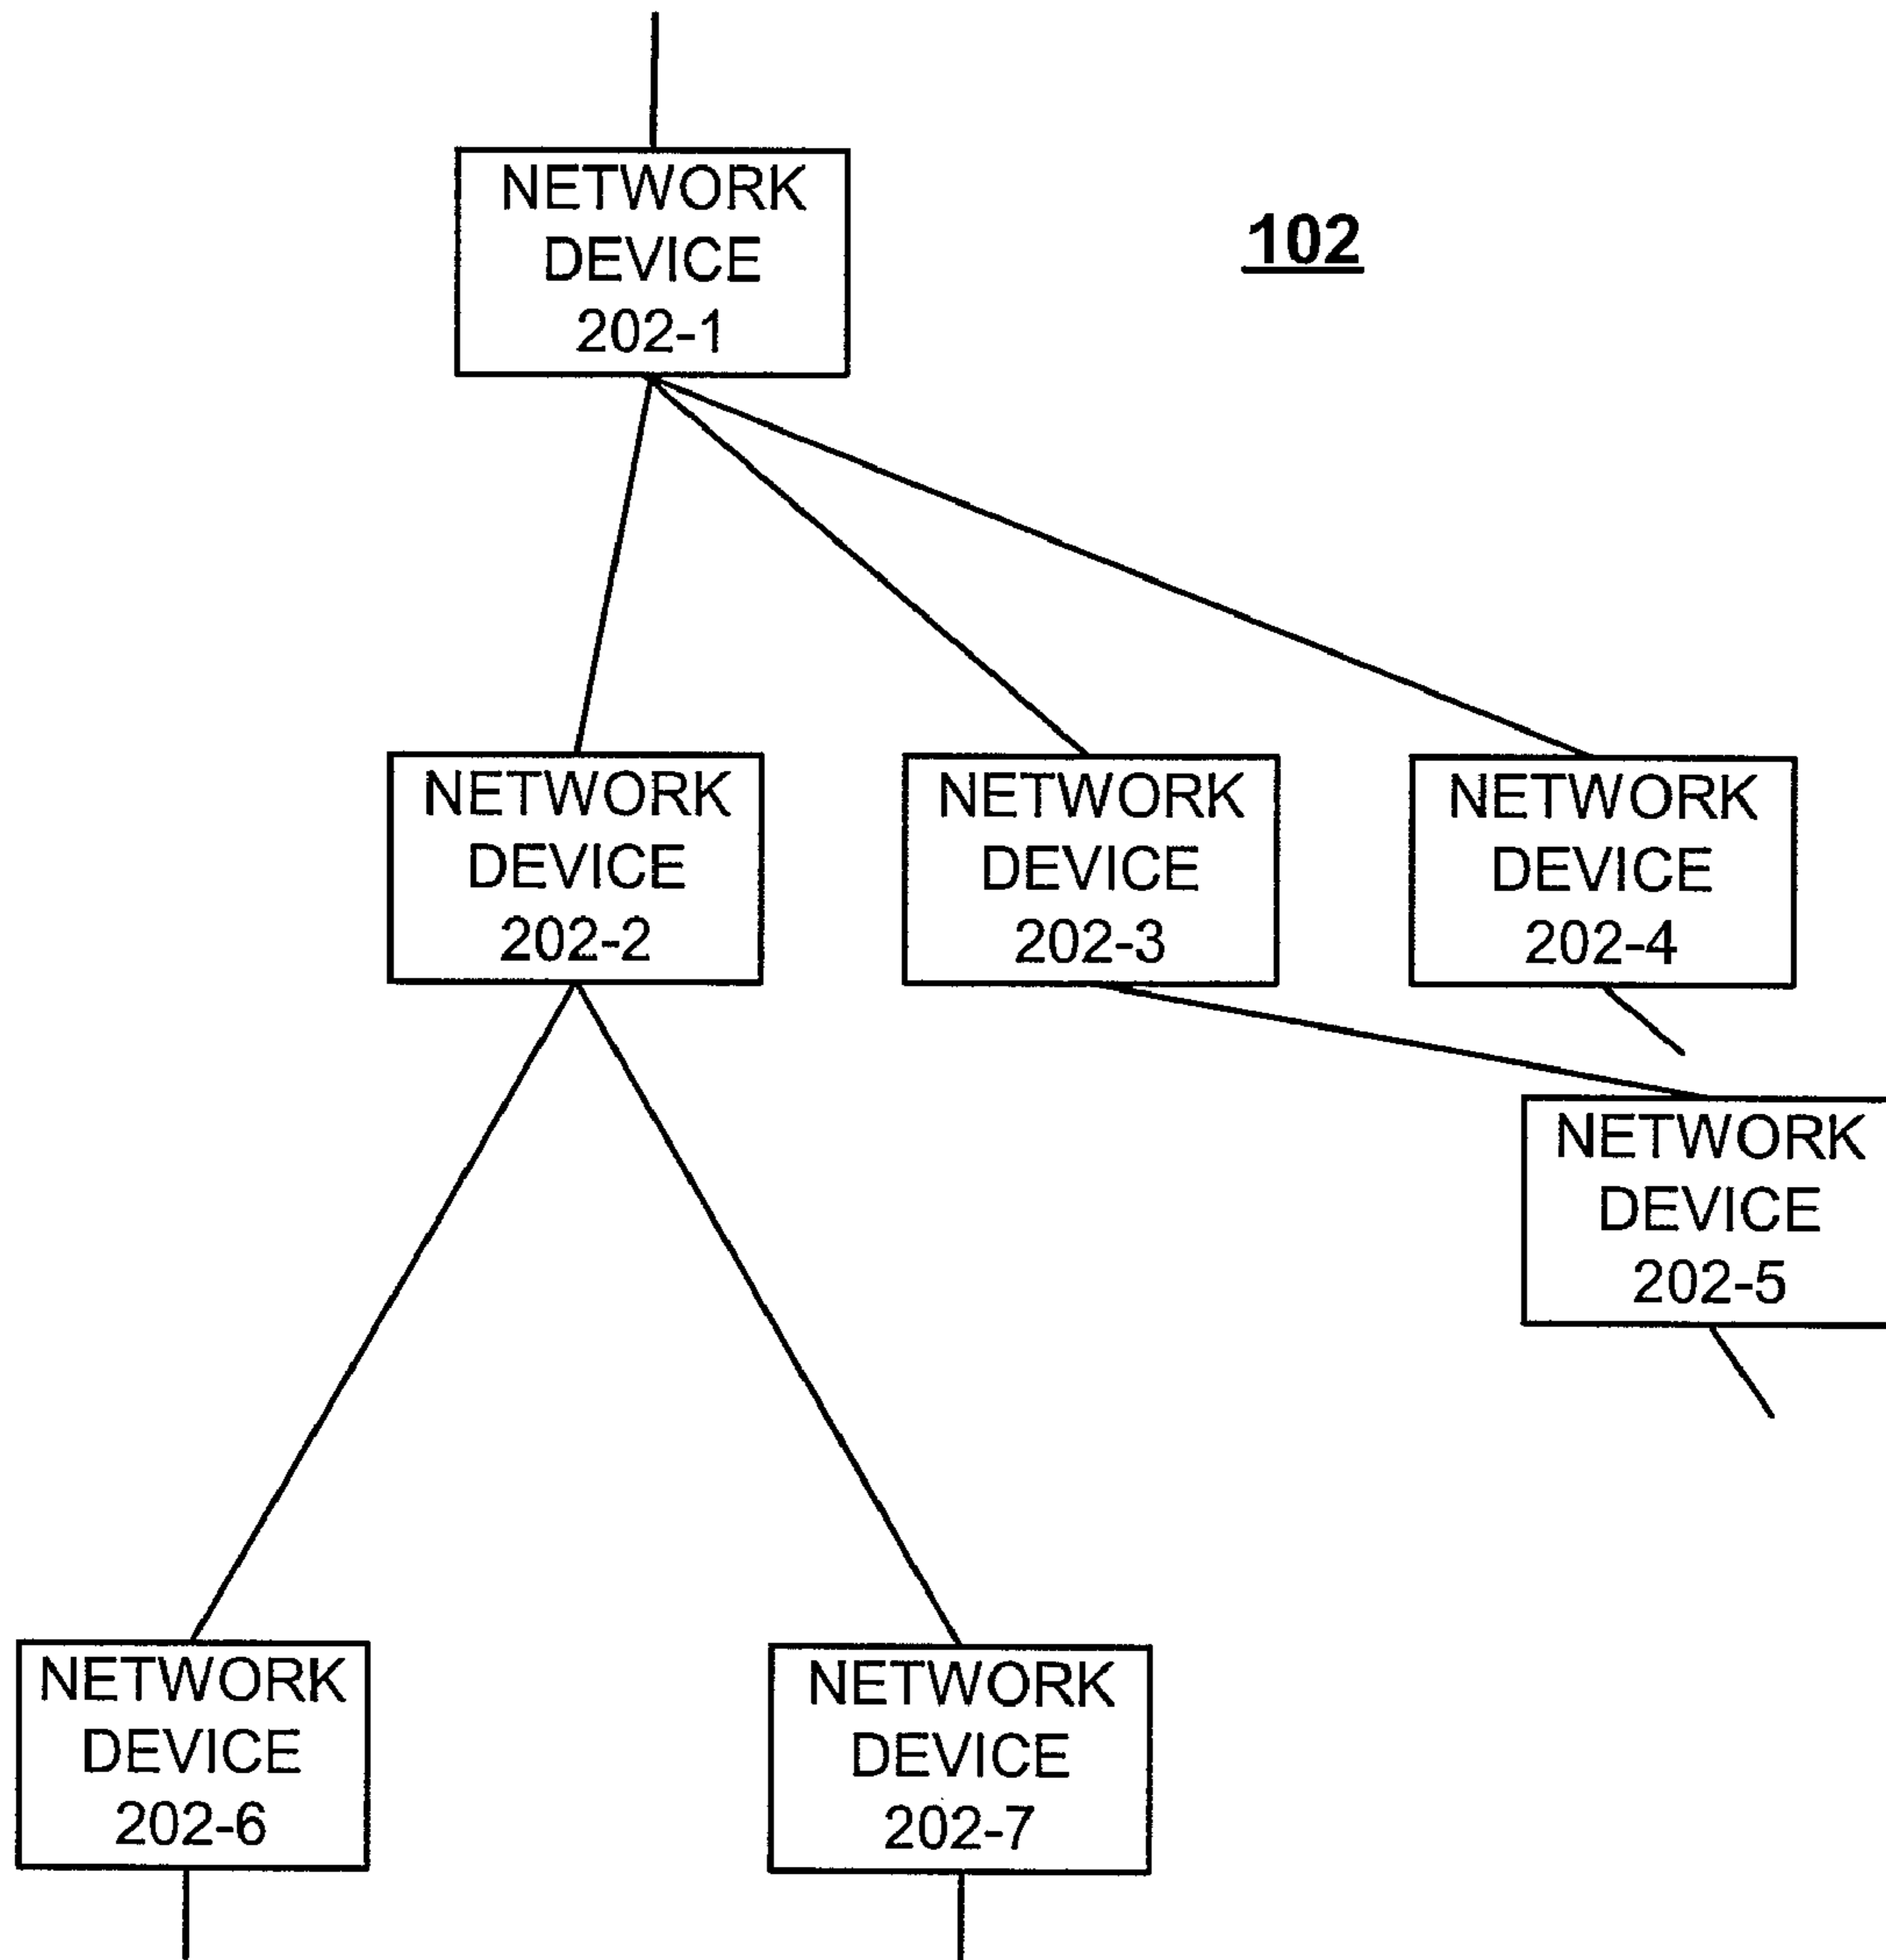 NETWORK
DEVICE
202-1
102
NETWORK
DEVICE
202-2
NETWORK
DEVICE
202-3
NETWORK
DEVICE
202-4
NETWORK
DEVICE
202-5
NETWORK
DEVICE
202-6
NETWORK
DEVICE
202-7